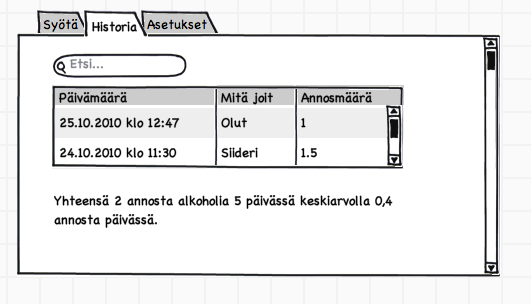 Syötä Historia Asetukset
Etsi...
Päivämäärä Mitä joit Annosmäärä
25.10.2010 klo 12:47 Olut 1
24.10.2010 klo 11:30 Siideri 1.5
Yhteensä 2 annosta alkoholia 5 päivässä keskiarvolla 0,4
annosta päivässä.